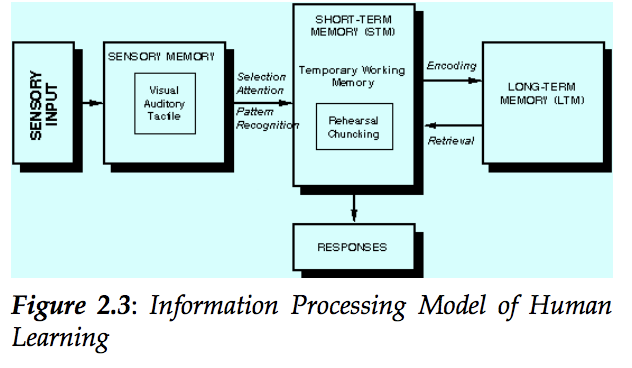 SENSORY
INPUT
SENSORY MEMORY
Visual
Auditory
Tactile
Selection
Attention
Pattern
Recognition
SHORT-TERM
MEMORY (STM)
Temporary Working
Memory
Rehearsal
Chuncking
Encoding
Retrieval
LONG-TERM
MEMORY (LTM)
RESPONSES
Figure 2.3: Information Processing Model of Human
Learning